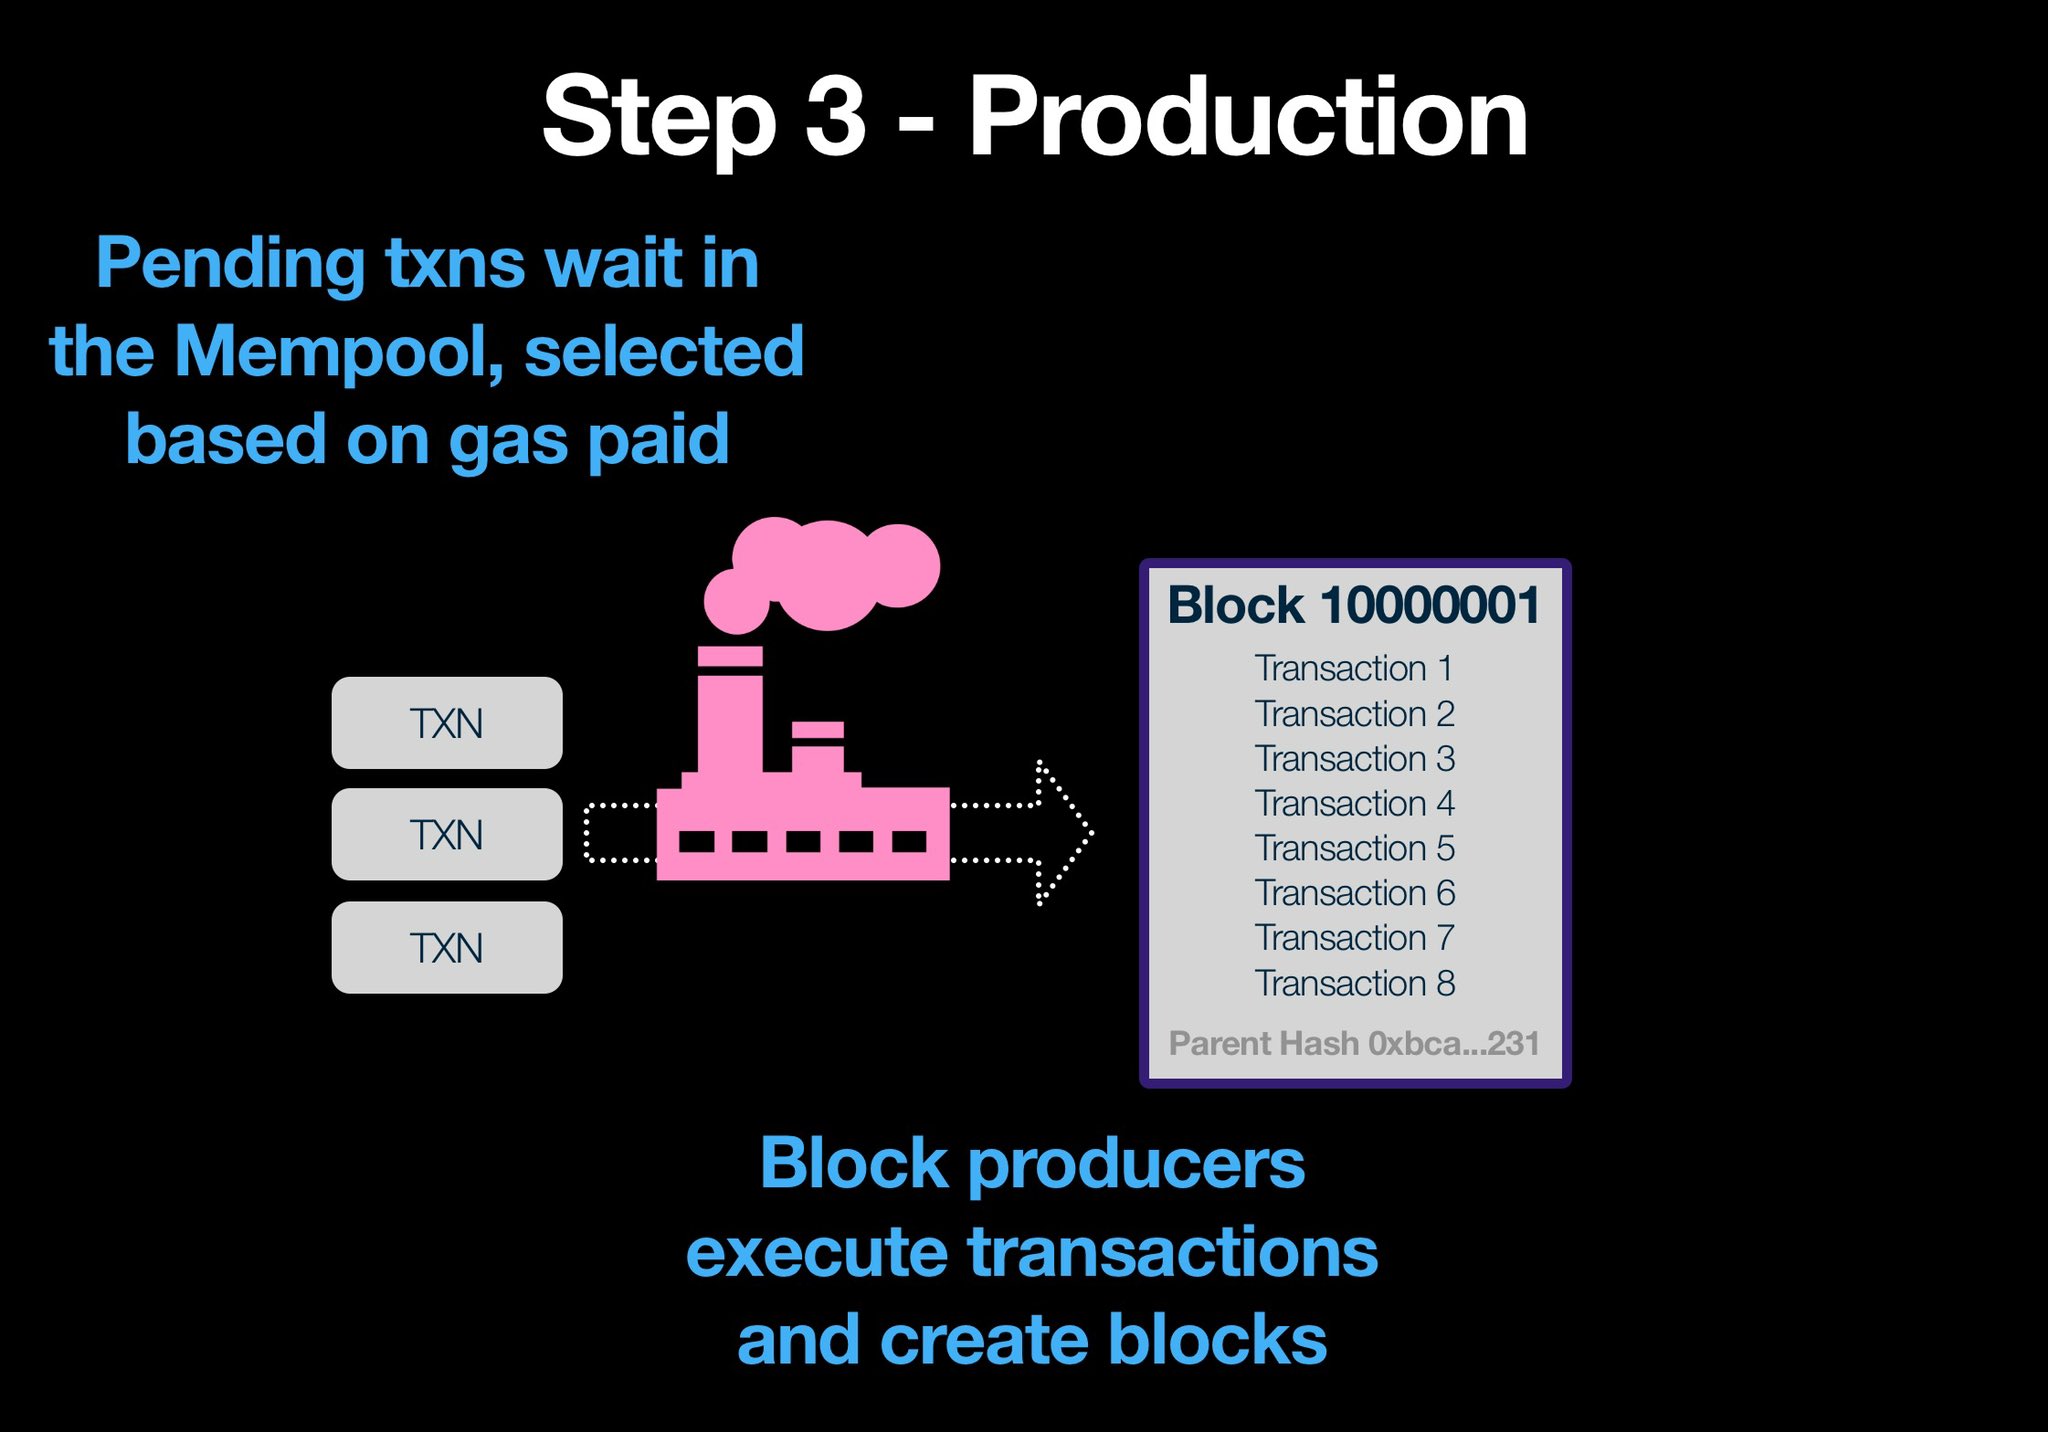 Step 3 - Production
Pending txns wait in
the Mempool, selected
based on gas paid
TXN
TXN
TXN
Block 10000001
Transaction 1
Transaction 2
Transaction 3
Transaction 4
Transaction 5
Transaction 6
Transaction 7
Transaction 8
Parent Hash 0xbca...231
Block producers
execute transactions
and create blocks